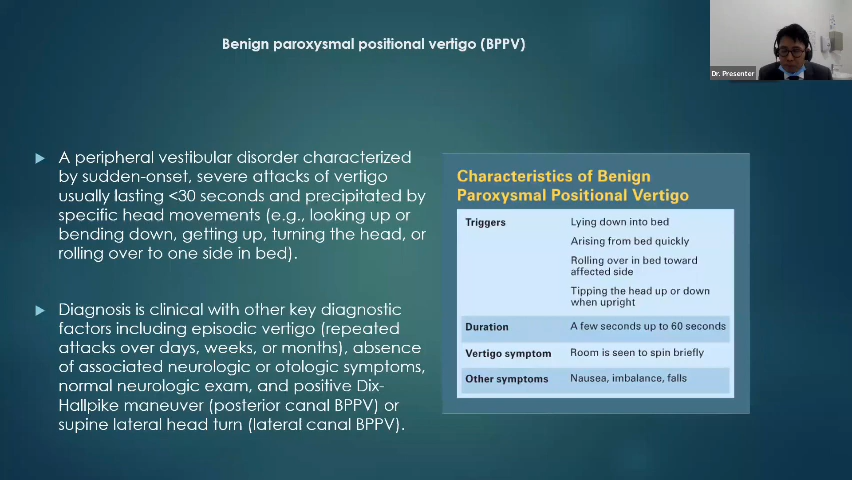 Benign paroxysmal positional vertigo (BPPV)
Dr. Presenter
A peripheral vestibular disorder characterized
by sudden-onset, severe attacks of vertigo
usually lasting <30 seconds and precipitated by
specific head movements (e.g., looking up or
bending down, getting up, turning the head, or
rolling over to one side in bed).
Diagnosis is clinical with other key diagnostic
factors including episodic vertigo (repeated
attacks over days, weeks, or months), absence
of associated neurologic or otologic symptoms,
normal neurologic exam, and positive Dix-
Hallpike maneuver (posterior canal BPPV) or
supine lateral head turn (lateral canal BPPV).
Characteristics of Benign
Paroxysmal Positional Vertigo
Triggers Lying down into bed
Arising from bed quickly
Rolling over in bed toward
affected side
Tipping the head up or down
when upright
Duration A few seconds up to 60 seconds
Vertigo symptom Room is seen to spin briefly
Other symptoms Nausea, imbalance, falls